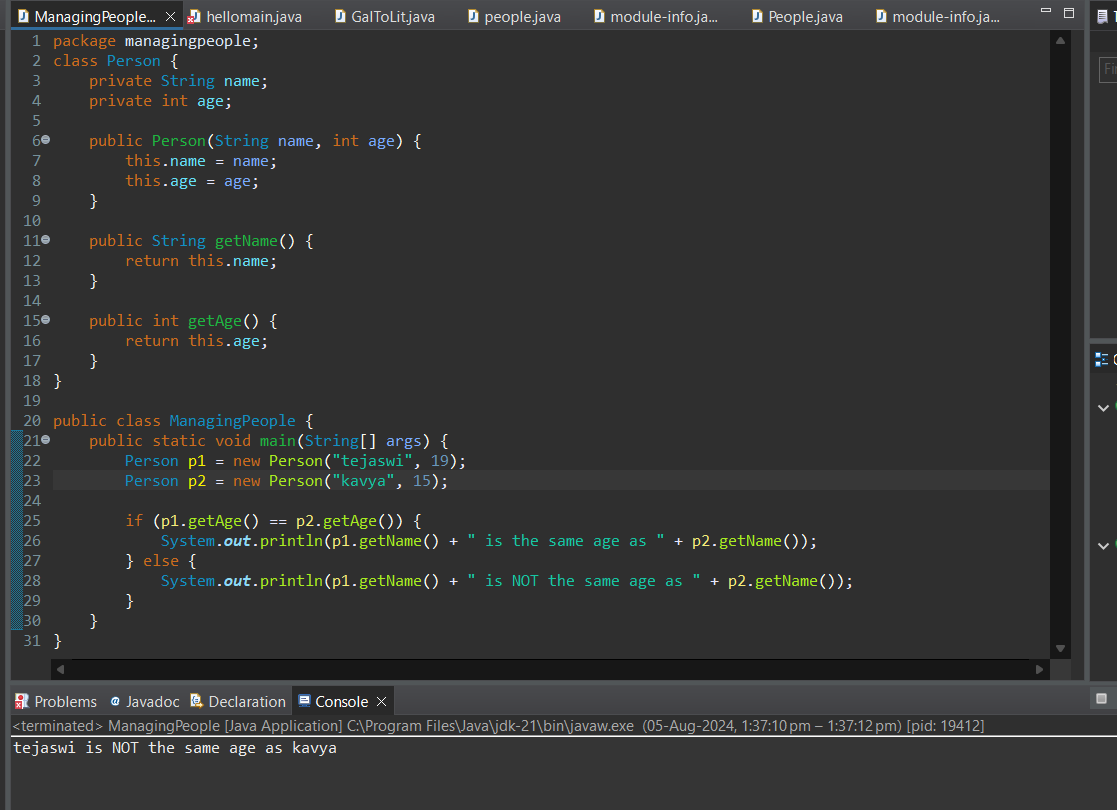 ManagingPeople... hellomain.java GalToLit.java people.java module-info.ja... People.java module-info.ja...
1 package managingpeople;
2 class Person {
3     private String name;
4     private int age;
5
6     public Person(String name, int age) {
7         this.name = name;
8         this.age = age;
9     }
10
11     public String getName() {
12         return this.name;
13     }
14
15     public int getAge() {
16         return this.age;
17     }
18 }
19
20 public class ManagingPeople {
21     public static void main(String[] args) {
22         Person p1 = new Person("tejaswi", 19);
23         Person p2 = new Person("kavya", 15);
24
25         if (p1.getAge() == p2.getAge()) {
26             System.out.println(p1.getName() + " is the same age as " + p2.getName());
27         } else {
28             System.out.println(p1.getName() + " is NOT the same age as " + p2.getName());
29         }
30     }
31 }
Problems Javadoc Declaration Console
<terminated> ManagingPeople [Java Application] C:\Program Files\Java\jdk-21\bin\javaw.exe (05-Aug-2024, 1:37:10 pm – 1:37:12 pm) [pid: 19412]
tejaswi is NOT the same age as kavya